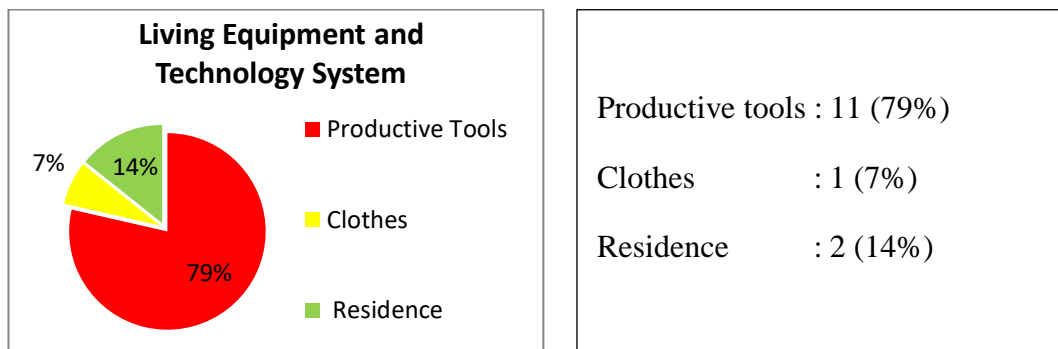 Living Equipment and
Technology System
Productive Tools
7%
14%
Clothes
79%
Residence
Productive tools : 11 (79%)
Clothes : 1 (7%)
Residence : 2 (14%)